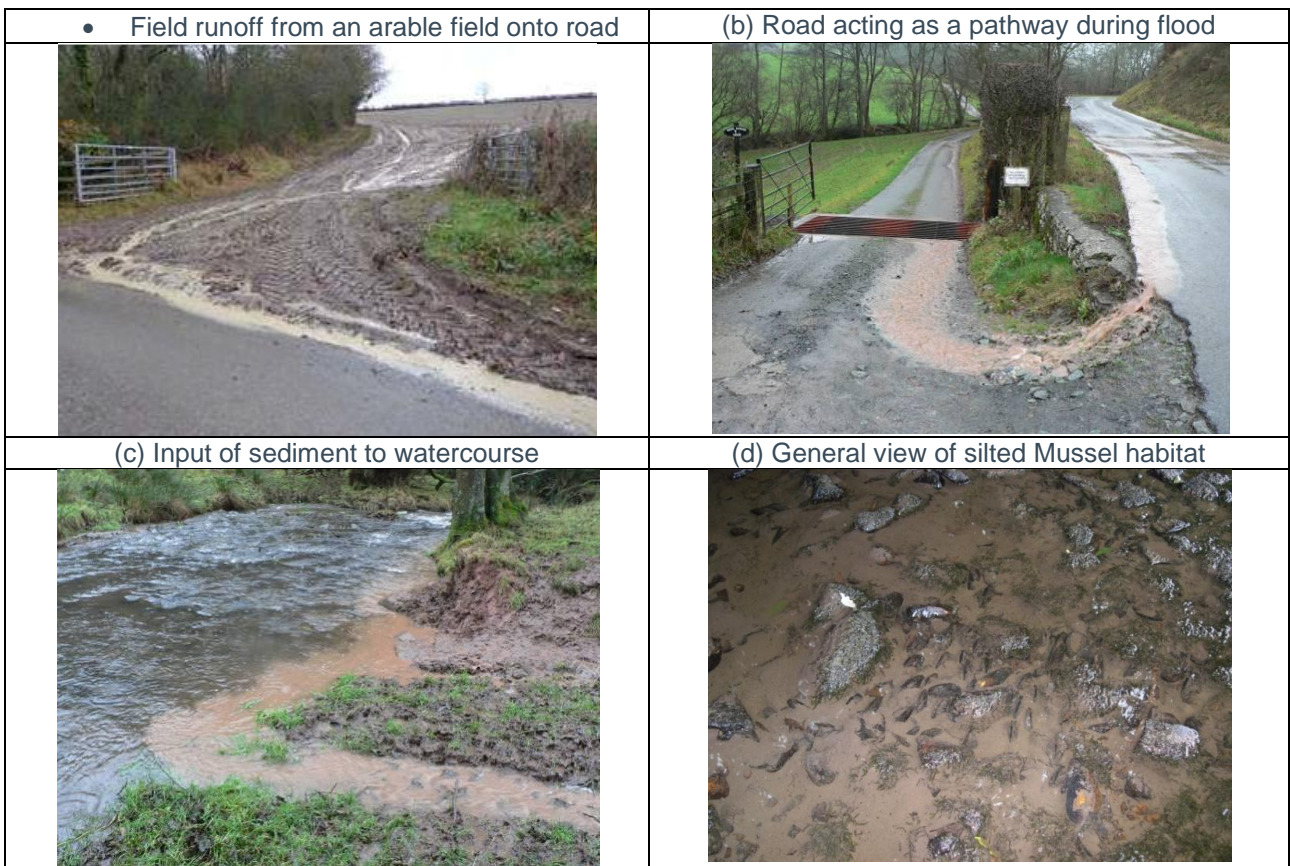 • Field runoff from an arable field onto road
(b) Road acting as a pathway during flood
(c) Input of sediment to watercourse
(d) General view of silted Mussel habitat